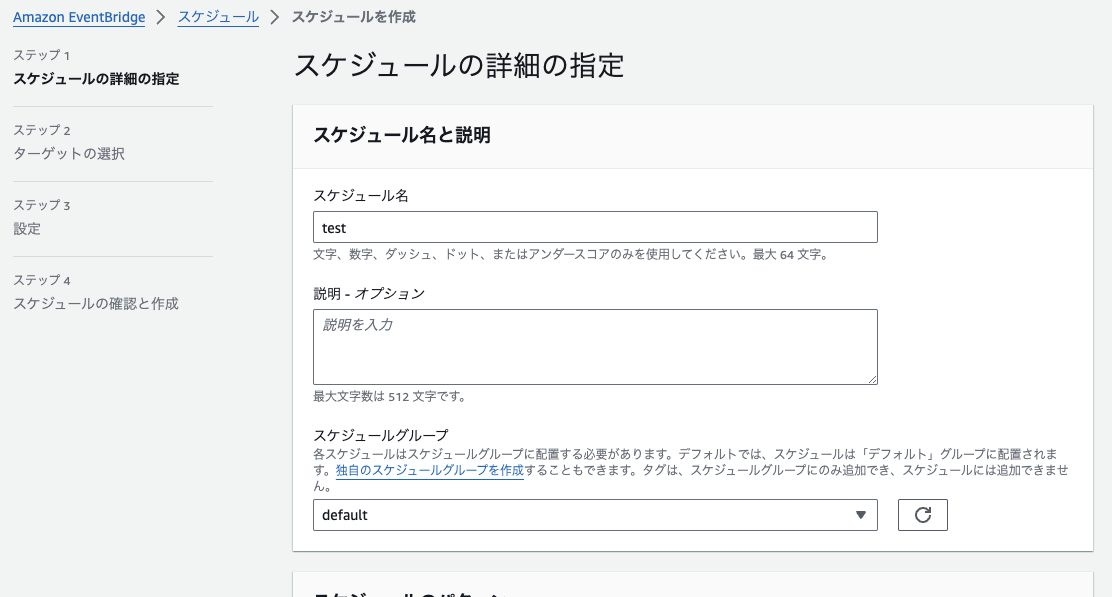 Amazon EventBridge > スケジュール > スケジュールを作成
ステップ 1
スケジュールの詳細の指定
ステップ 2
ターゲットの選択
ステップ 3
設定
ステップ 4
スケジュールの確認と作成
スケジュールの詳細の指定
スケジュール名と説明
スケジュール名
test
文字、数字、ダッシュ、ドット、またはアンダースコアのみを使用してください。最大 64 文字。
説明 - オプション
説明を入力
最大文字数は 512 文字です。
スケジュールグループ
各スケジュールはスケジュールグループに配置する必要があります。デフォルトでは、スケジュールは「デフォルト」グループに配置されま
す。独自のスケジュールグループを作成することもできます。タグは、スケジュールグループにのみ追加でき、スケジュールには追加できませ
ん。
default
スケジュールのパターン